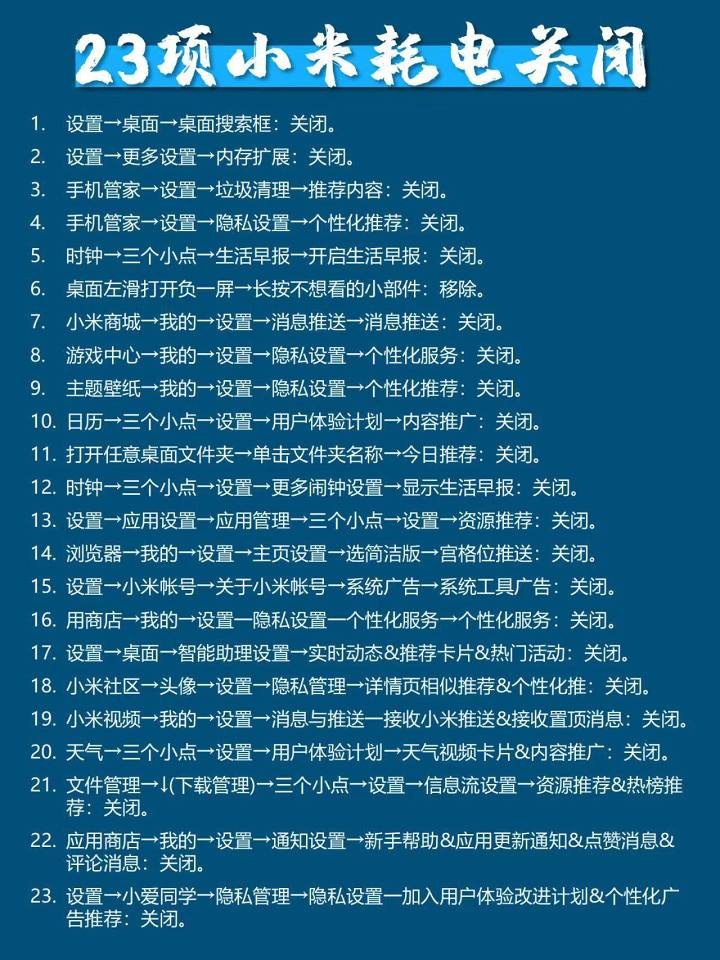 23项小米耗电关闭
1. 设置→桌面→桌面搜索框：关闭。
2. 设置→更多设置→内存扩展：关闭。
3. 手机管家→设置→垃圾清理→推荐内容：关闭。
4. 手机管家→设置→隐私设置→个性化推荐：关闭。
5. 时钟→三个小点→生活早报→开启生活早报：关闭。
6. 桌面左滑打开负一屏→长按不想看的小部件：移除。
7. 小米商城→我的→设置→消息推送→消息推送：关闭。
8. 游戏中心→我的→设置→隐私设置→个性化服务：关闭。
9. 主题壁纸→我的→设置→隐私设置→个性化推荐：关闭。
10. 日历→三个小点→设置→用户体验计划→内容推广：关闭。
11. 打开任意桌面文件夹→单击文件夹名称→今日推荐：关闭。
12. 时钟→三个小点→设置→更多闹钟设置→显示生活早报：关闭。
13. 设置→应用设置→应用管理→三个小点→设置→资源推荐：关闭。
14. 浏览器→我的→设置→主页设置→选简洁版→宫格位推送：关闭。
15. 设置→小米帐号→关于小米帐号→系统广告→系统工具广告：关闭。
16. 用商店→我的→设置一隐私设置一个性化服务→个性化服务：关闭。
17. 设置→桌面→智能助理设置→实时动态&推荐卡片&热门活动：关闭。
18. 小米社区→头像→设置→隐私管理→详情页相似推荐&个性化推：关闭。
19. 小米视频→我的→设置→消息与推送一接收小米推送&接收置顶消息：关闭。
20. 天气→三个小点→设置→用户体验计划→天气视频卡片&内容推广：关闭。
21. 文件管理→↓(下载管理)→三个小点→设置→信息流设置→资源推荐&热榜推
荐：关闭。
22. 应用商店→我的→设置→通知设置→新手帮助&应用更新通知&点赞消息&
评论消息：关闭。
23. 设置→小爱同学→隐私管理→隐私设置一加入用户体验改进计划&个性化广
告推荐：关闭。